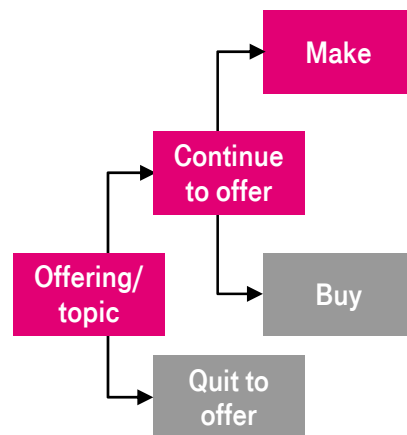 Make
Continue
to offer
Offering/
topic
Buy
Quit to
offer